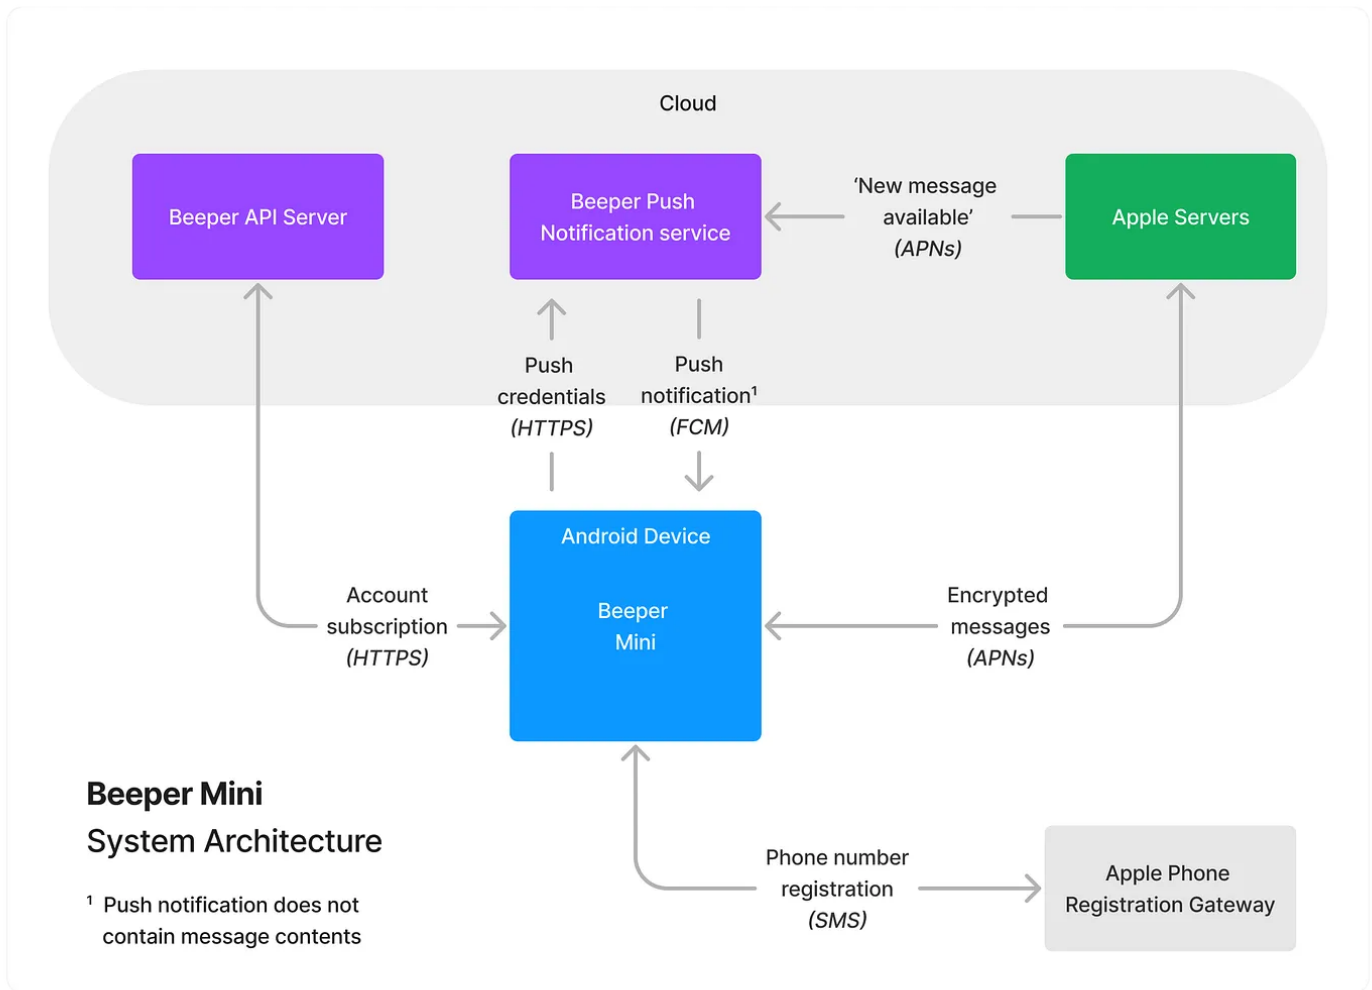 Cloud
Beeper API Server
Beeper Push
Notification service
‘New message
available’
(APNs)
Apple Servers
Push
credentials
(HTTPS)
Push
notification¹
(FCM)
Android Device
Beeper
Mini
Account
subscription
(HTTPS)
Encrypted
messages
(APNs)
Beeper Mini
System Architecture
¹ Push notification does not
contain message contents
Phone number
registration
(SMS)
Apple Phone
Registration Gateway